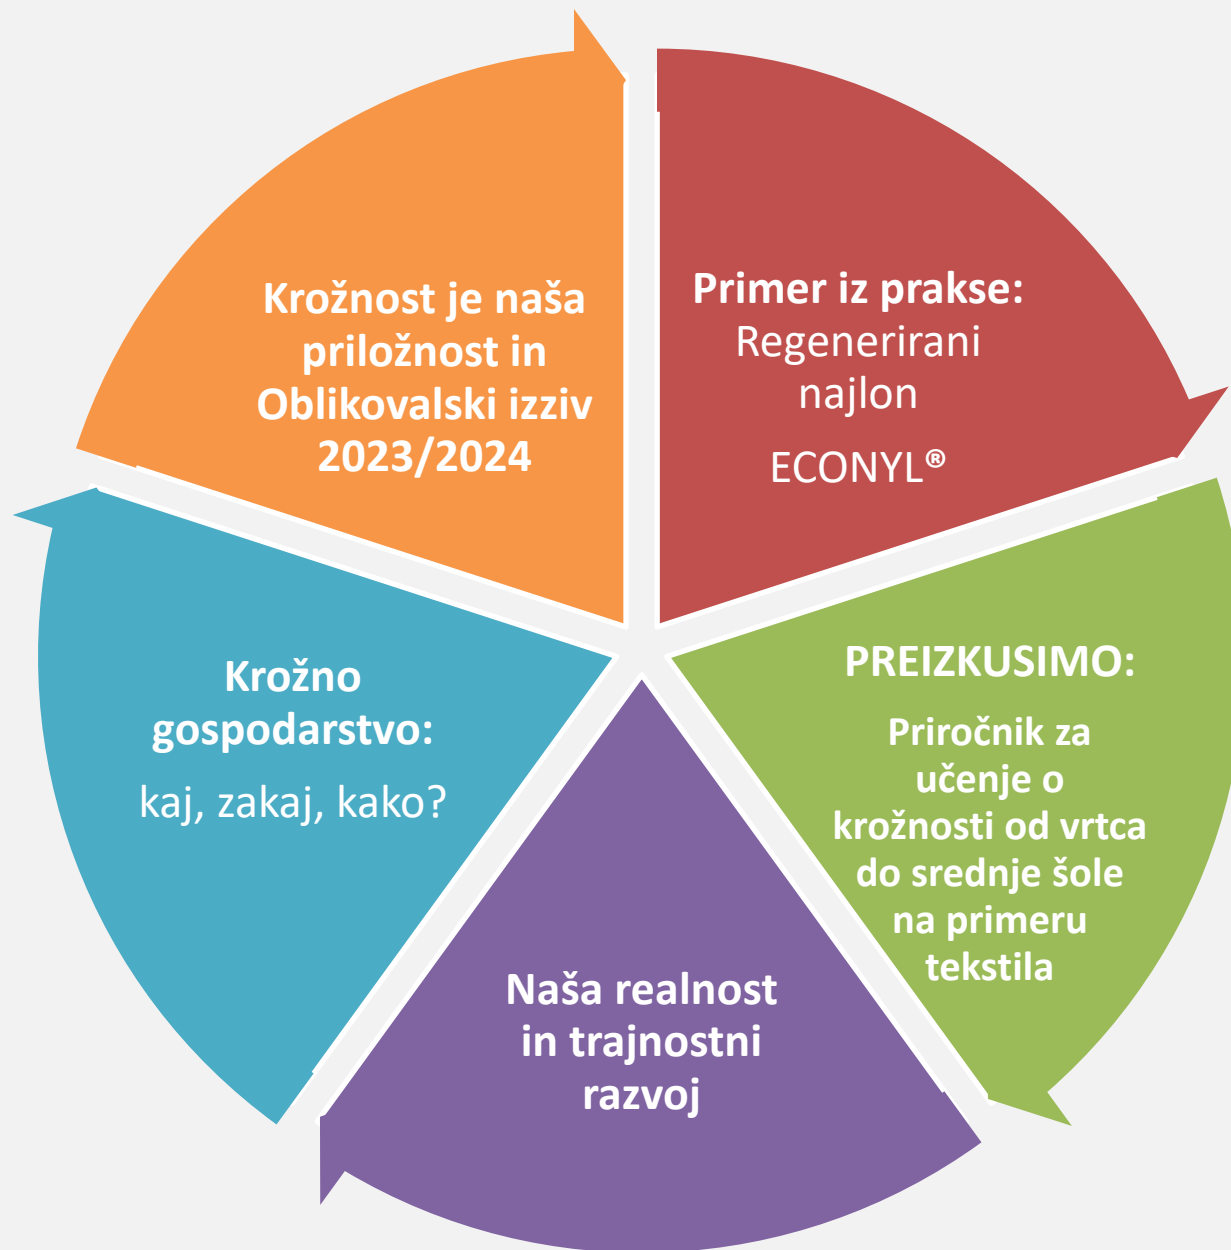 Krožnost je naša
priložnost in
Oblikovalski izziv
2023/2024
Primer iz prakse:
Regenerirani
najlon
ECONYL®
PREIZKUSIMO:
Priročnik za
učenje o
krožnosti od vrtca
do srednje šole
na primeru
tekstila
Naša realnost
in trajnostni
razvoj
Krožno
gospodarstvo:
kaj, zakaj, kako?